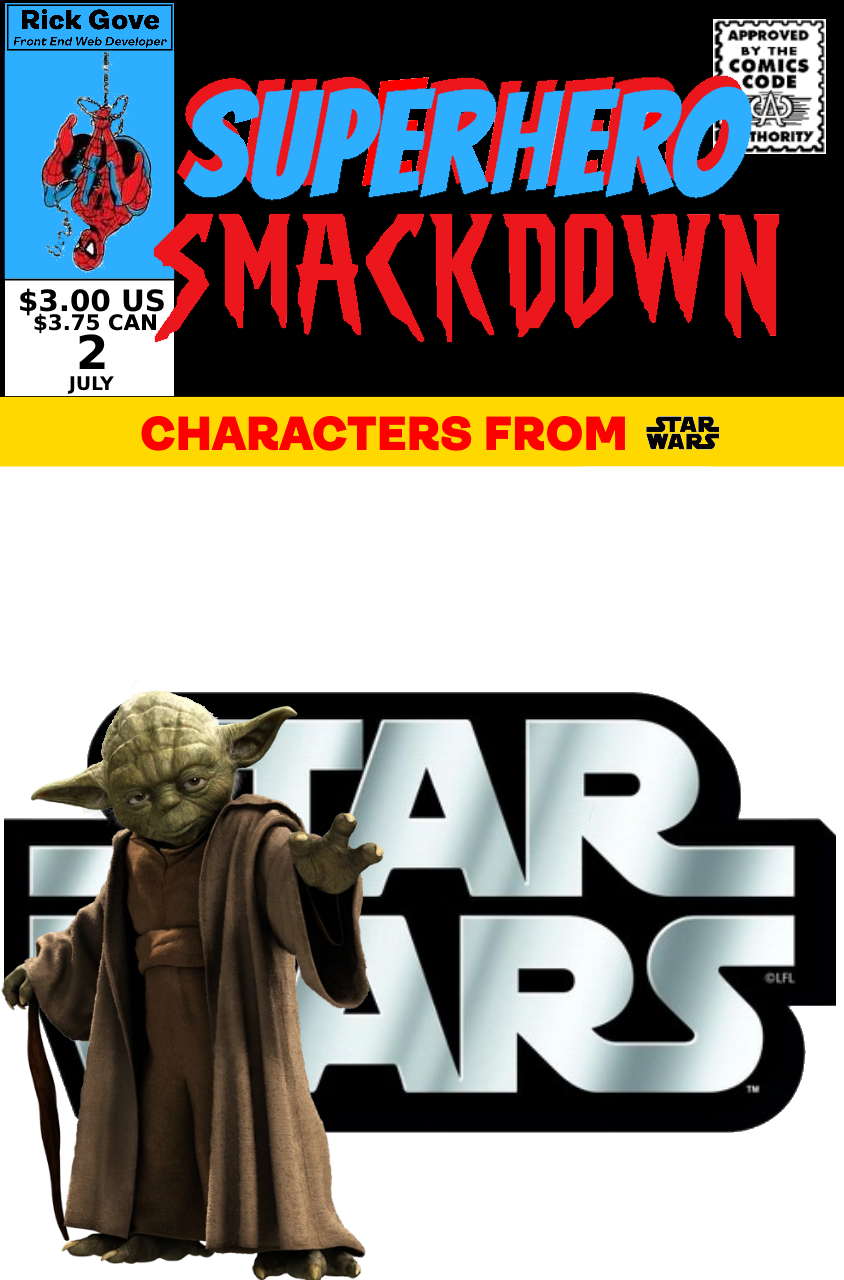 Rick Gove
Front End Web Developer
APPROVED
BY THE
COMICS
CODE
THORITY
SUPERHERO
SMACKDOWN
$3.00 US
$3.75 CAN
2
JULY
CHARACTERS FROM STAR WARS
TAR
WARS
©LFL
™